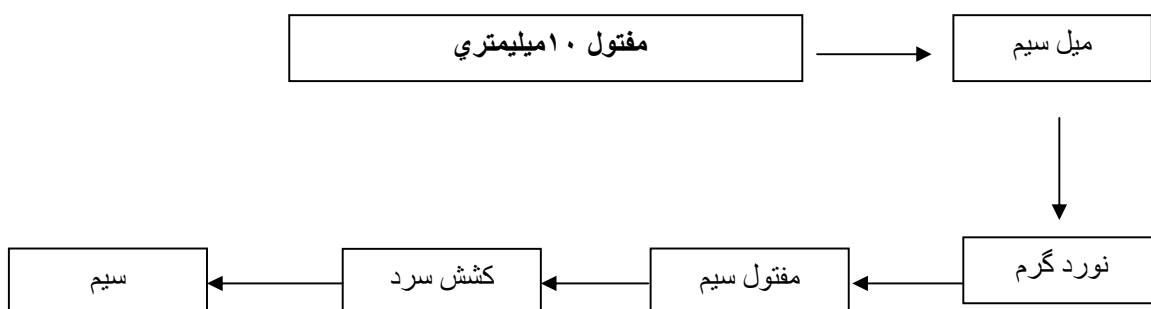 مفتول ۱۰میلیمتري
میل سیم
نورد گرم
مفتول سیم
کشش سرد
سیم